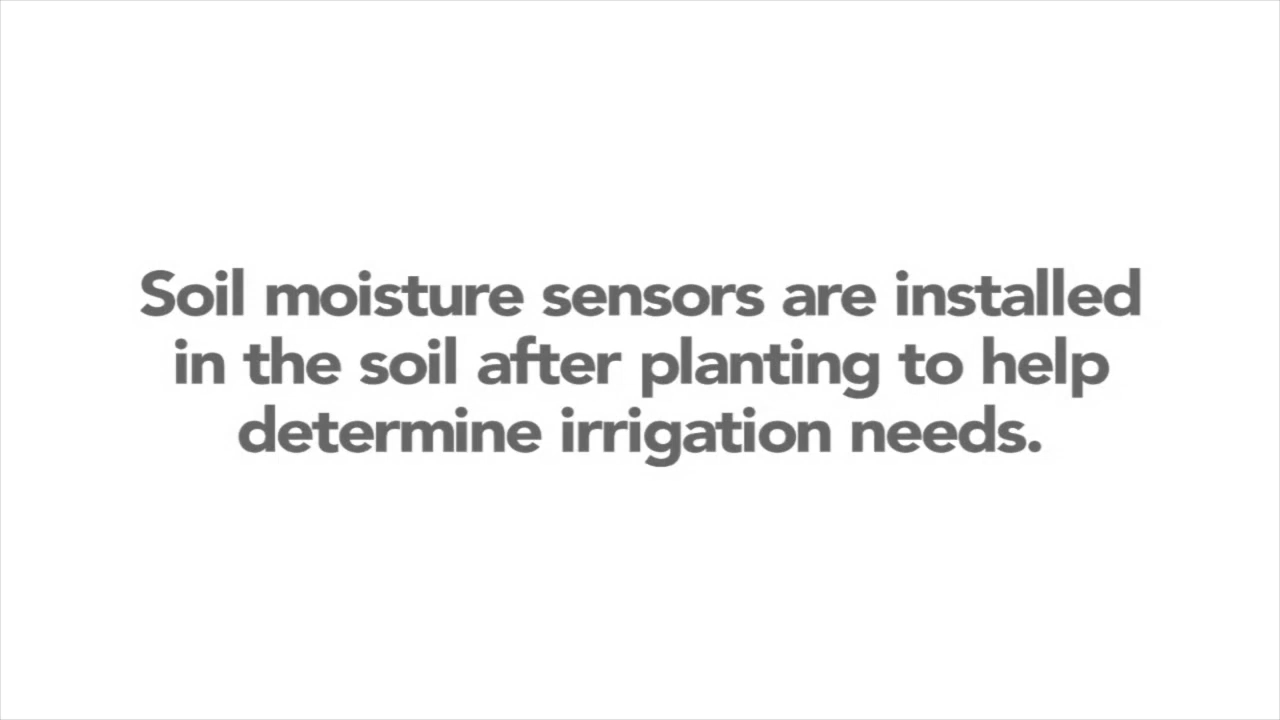 Soil moisture sensors are installed
in the soil after planting to help
determine irrigation needs.